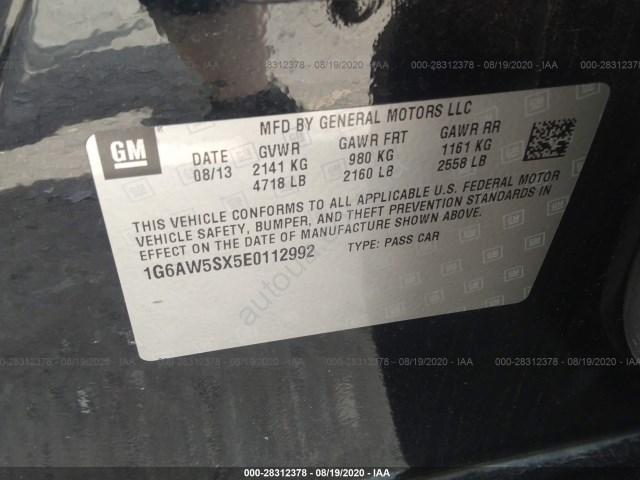 000-28312378 - 08/19/2020 - IAA
000-28312378 - 08/19/2020 - IAA
MFD BY GENERAL MOTORS LLC
GM
DATE GVWR GAWR FRT GAWR RR
08/13 2141 KG 980 KG 1161 KG
4718 LB 2160 LB 2558 LB
THIS VEHICLE CONFORMS TO ALL APPLICABLE U.S. FEDERAL MOTOR
VEHICLE SAFETY, BUMPER, AND THEFT PREVENTION STANDARDS IN
EFFECT ON THE DATE OF MANUFACTURE SHOWN ABOVE.
1G6AW5SX5E0112992 TYPE: PASS CAR
000-28312378 - 08/19/2020 - IAA
000-28312378 - 08/19/2020 - IAA
000-28312378 - 08/19/2020 - IAA